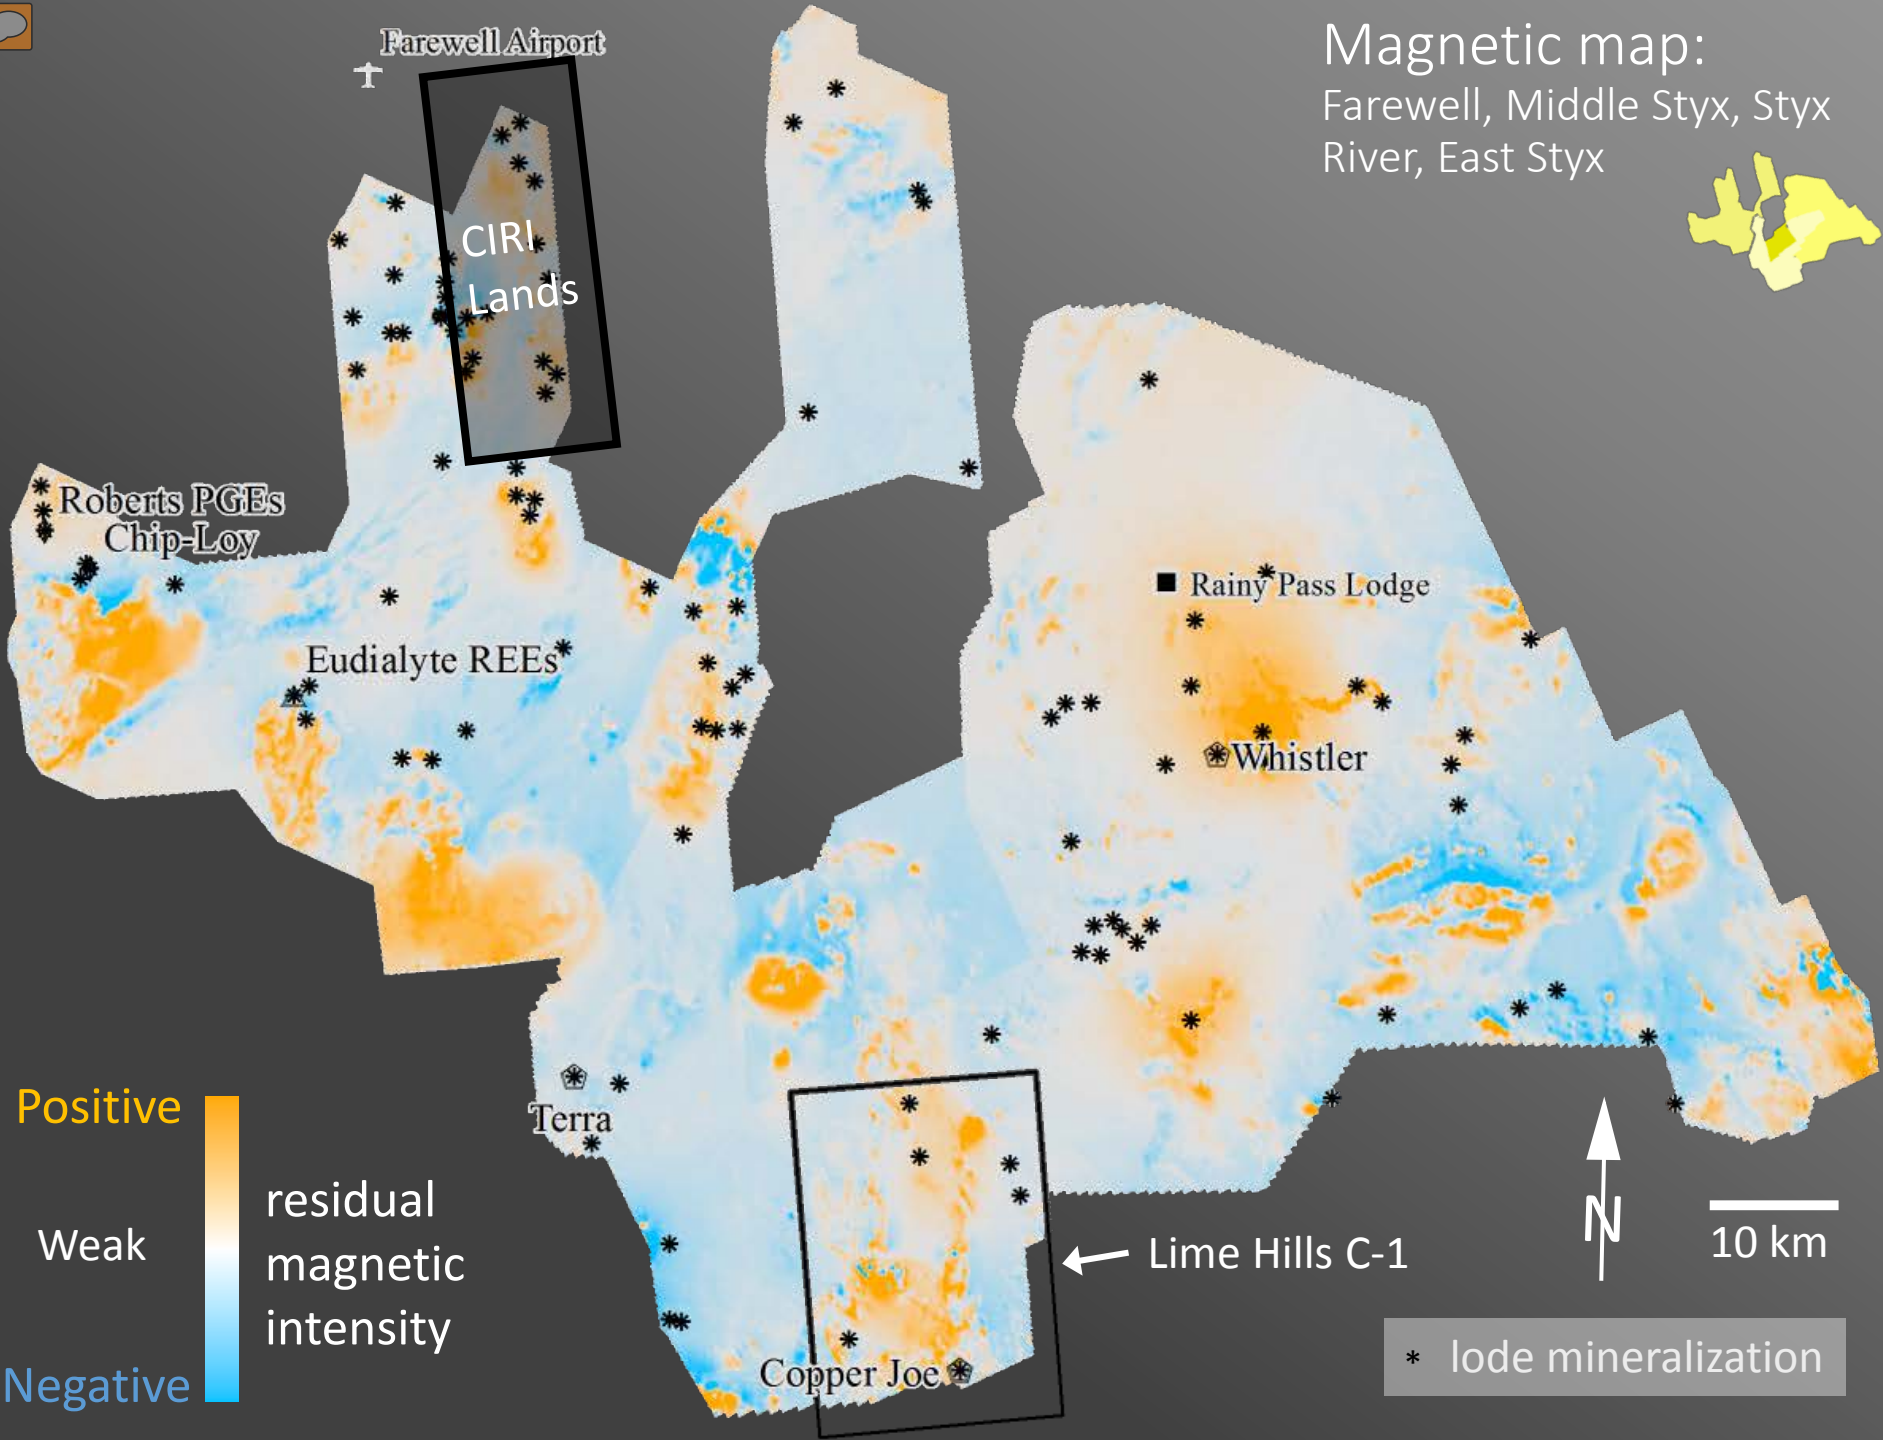 Farewell Airport
Magnetic map:
Farewell, Middle Styx, Styx
River, East Styx
CIRI
Lands
Roberts PGEs
Chip-Loy
Rainy Pass Lodge
Eudialyte REEs
Whistler
Terra
Positive
Weak
Negative
residual
magnetic
intensity
Lime Hills C-1
N
10 km
Copper Joe
* lode mineralization